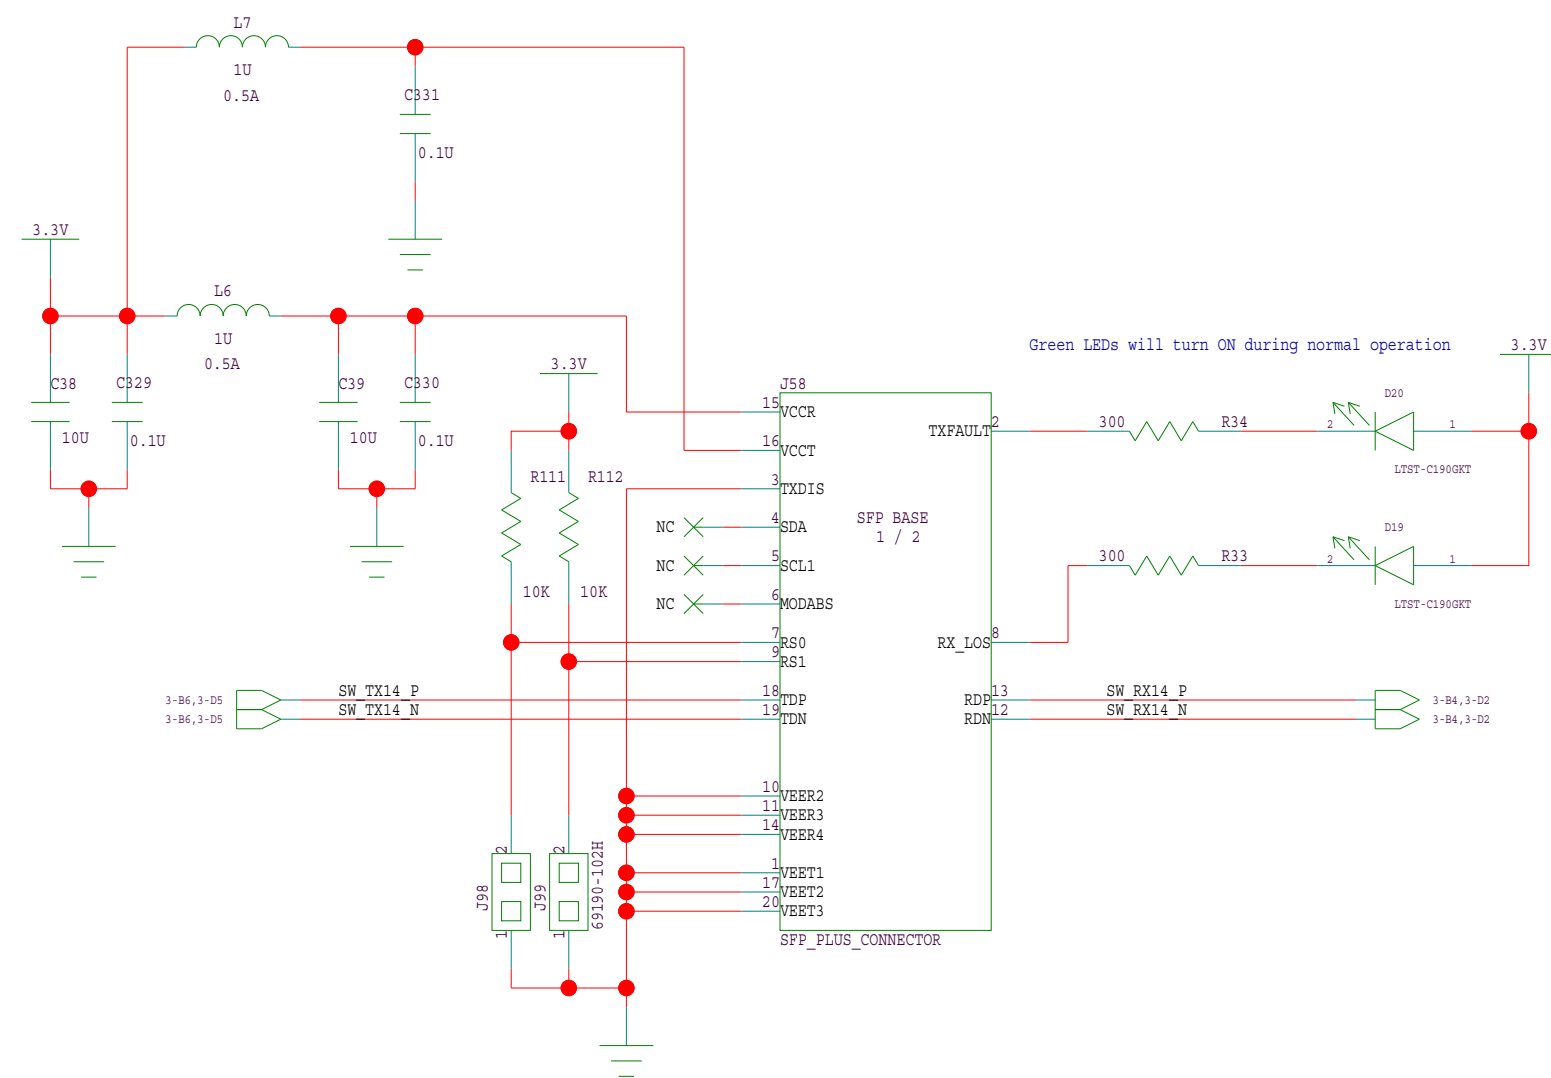 L7
1U
0.5A
C331
0.1U
3.3V
L6
1U
0.5A
C38
10U
C329
0.1U
C39
10U
C330
0.1U
3.3V
R111
10K
R112
10K
Green LEDs will turn ON during normal operation
3.3V
J58
15 VCCR
16 VCCT
3 TXDIS
NC 4 SDA
NC 5 SCL1
NC 6 MODABS
7 RS0
9 RS1
18 TDP
19 TDN
10 VEER2
11 VEER3
14 VEER4
1 VEET1
17 VEET2
20 VEET3
SFP BASE
1 / 2
TXFAULT 2
RX_LOS 8
RDP 13
RDN 12
SFP_PLUS_CONNECTOR
300 R34
2 D20 1
LTST-C190GKT
300 R33
2 D19 1
LTST-C190GKT
3-B6,3-D5 SW_TX14_P
3-B6,3-D5 SW_TX14_N
SW_RX14_P 3-B4,3-D2
SW_RX14_N 3-B4,3-D2
2
J98
1
2
J99
1
69190-102H